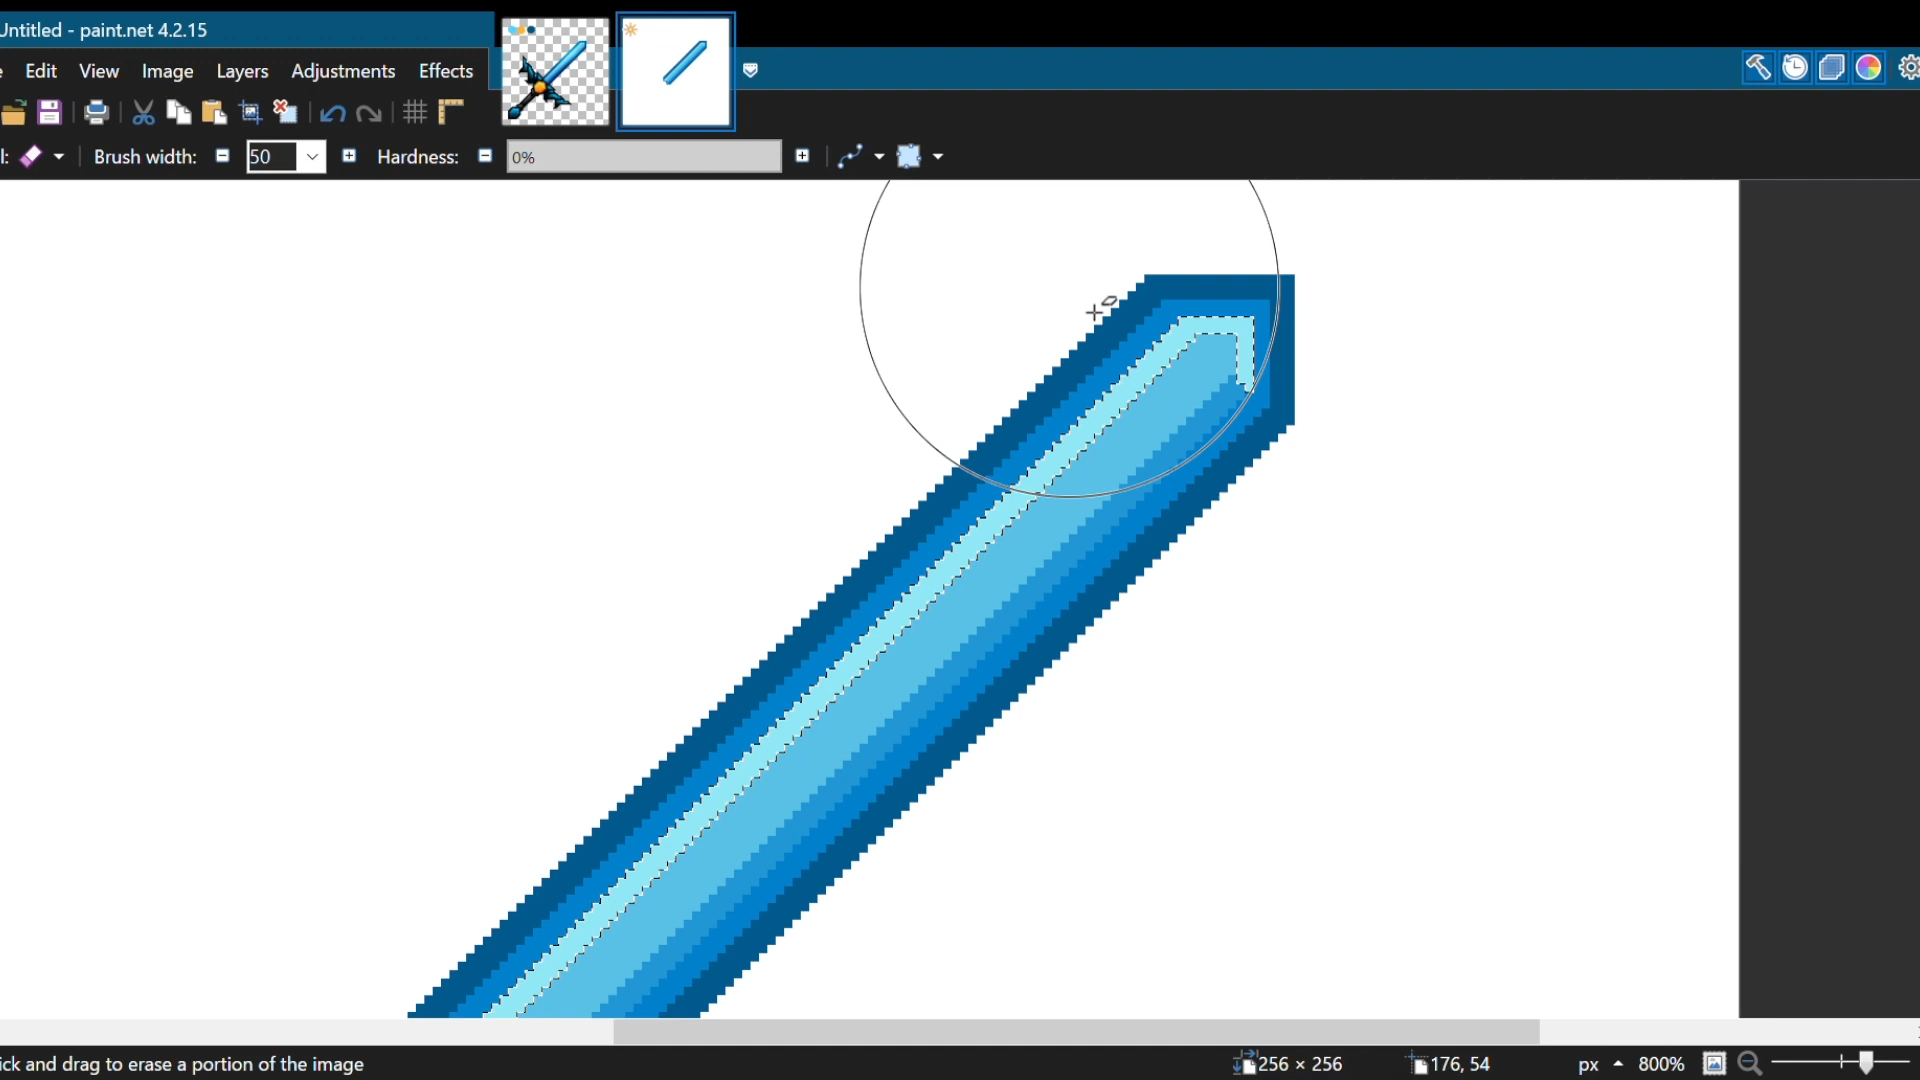 Untitled - paint.net 4.2.15
Edit View Image Layers Adjustments Effects
Brush width: 50 Hardness: 0%
ick and drag to erase a portion of the image 256 × 256 176, 54 px 800%